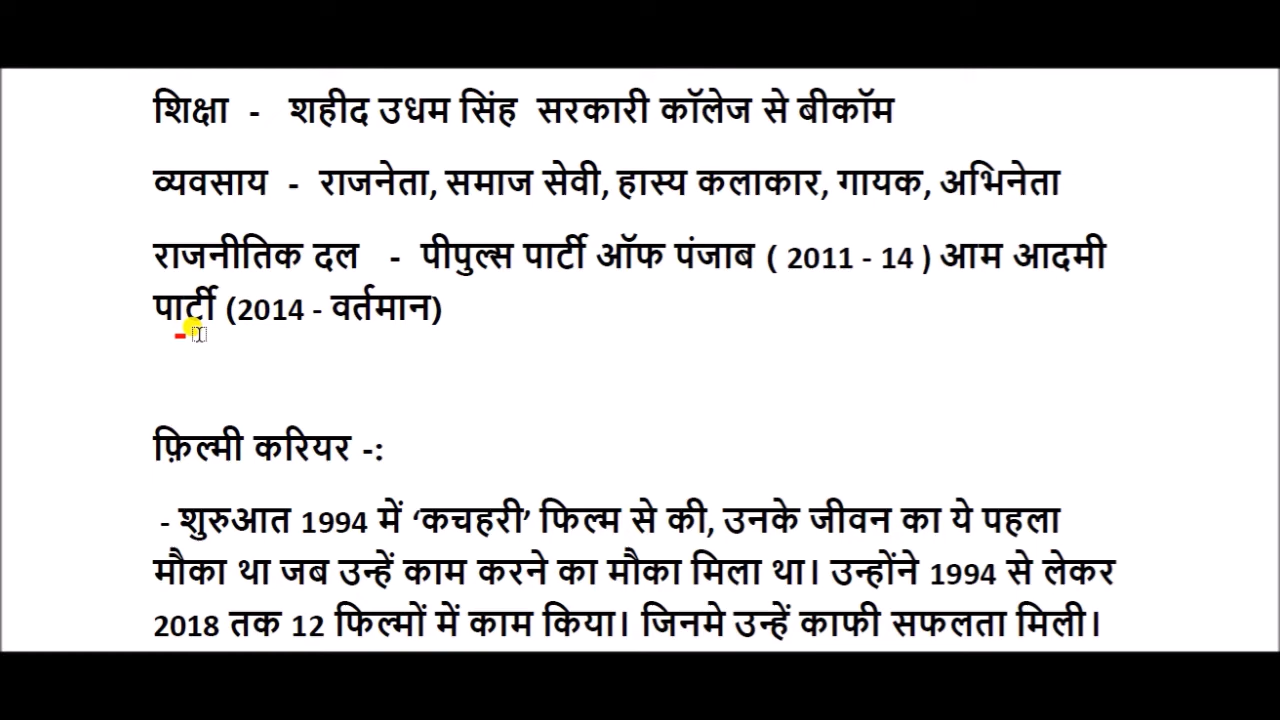 शिक्षा - शहीद उधम सिंह सरकारी कॉलेज से बीकॉम
व्यवसाय - राजनेता, समाज सेवी, हास्य कलाकार, गायक, अभिनेता
राजनीतिक दल - पीपुल्स पार्टी ऑफ पंजाब ( 2011 - 14 ) आम आदमी
पार्टी (2014 - वर्तमान)
-
फ़िल्मी करियर -:
- शुरुआत 1994 में ‘कचहरी’ फिल्म से की, उनके जीवन का ये पहला
मौका था जब उन्हें काम करने का मौका मिला था। उन्होंने 1994 से लेकर
2018 तक 12 फिल्मों में काम किया। जिनमे उन्हें काफी सफलता मिली।